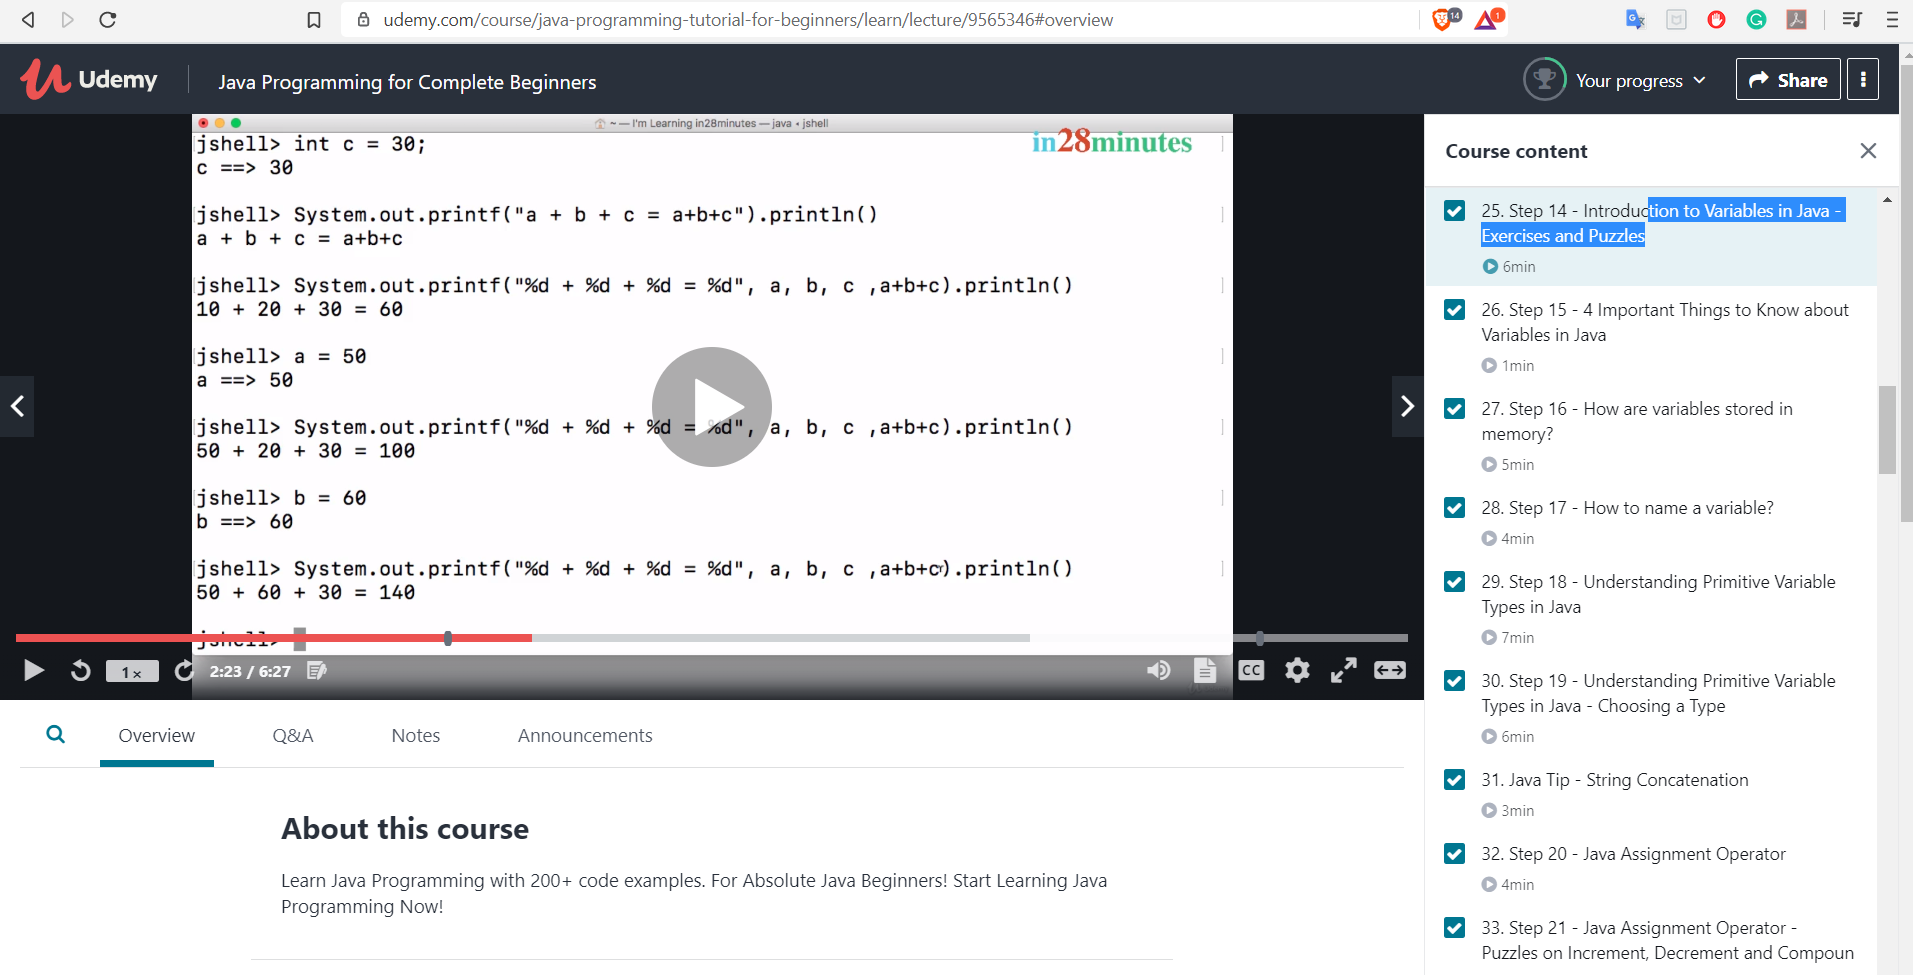 udemy.com/course/java-programming-tutorial-for-beginners/learn/lecture/9565346#overview
14
1
Udemy
Java Programming for Complete Beginners
Your progress
Share
~ — I'm Learning in28minutes — java • jshell
in28minutes
jshell> int c = 30;
c ==> 30
jshell> System.out.printf("a + b + c = a+b+c").println()
a + b + c = a+b+c
jshell> System.out.printf("%d + %d + %d = %d", a, b, c ,a+b+c).println()
10 + 20 + 30 = 60
jshell> a = 50
a ==> 50
jshell> System.out.printf("%d + %d + %d = %d", a, b, c ,a+b+c).println()
50 + 20 + 30 = 100
jshell> b = 60
b ==> 60
jshell> System.out.printf("%d + %d + %d = %d", a, b, c ,a+b+c).println()
50 + 60 + 30 = 140
jshell>
1x
2:23 / 6:27
CC
Course content
25. Step 14 - Introduction to Variables in Java -
Exercises and Puzzles
6min
26. Step 15 - 4 Important Things to Know about
Variables in Java
1min
27. Step 16 - How are variables stored in
memory?
5min
28. Step 17 - How to name a variable?
4min
29. Step 18 - Understanding Primitive Variable
Types in Java
7min
30. Step 19 - Understanding Primitive Variable
Types in Java - Choosing a Type
6min
31. Java Tip - String Concatenation
3min
32. Step 20 - Java Assignment Operator
4min
33. Step 21 - Java Assignment Operator -
Puzzles on Increment, Decrement and Compoun
Overview
Q&A
Notes
Announcements
About this course
Learn Java Programming with 200+ code examples. For Absolute Java Beginners! Start Learning Java
Programming Now!